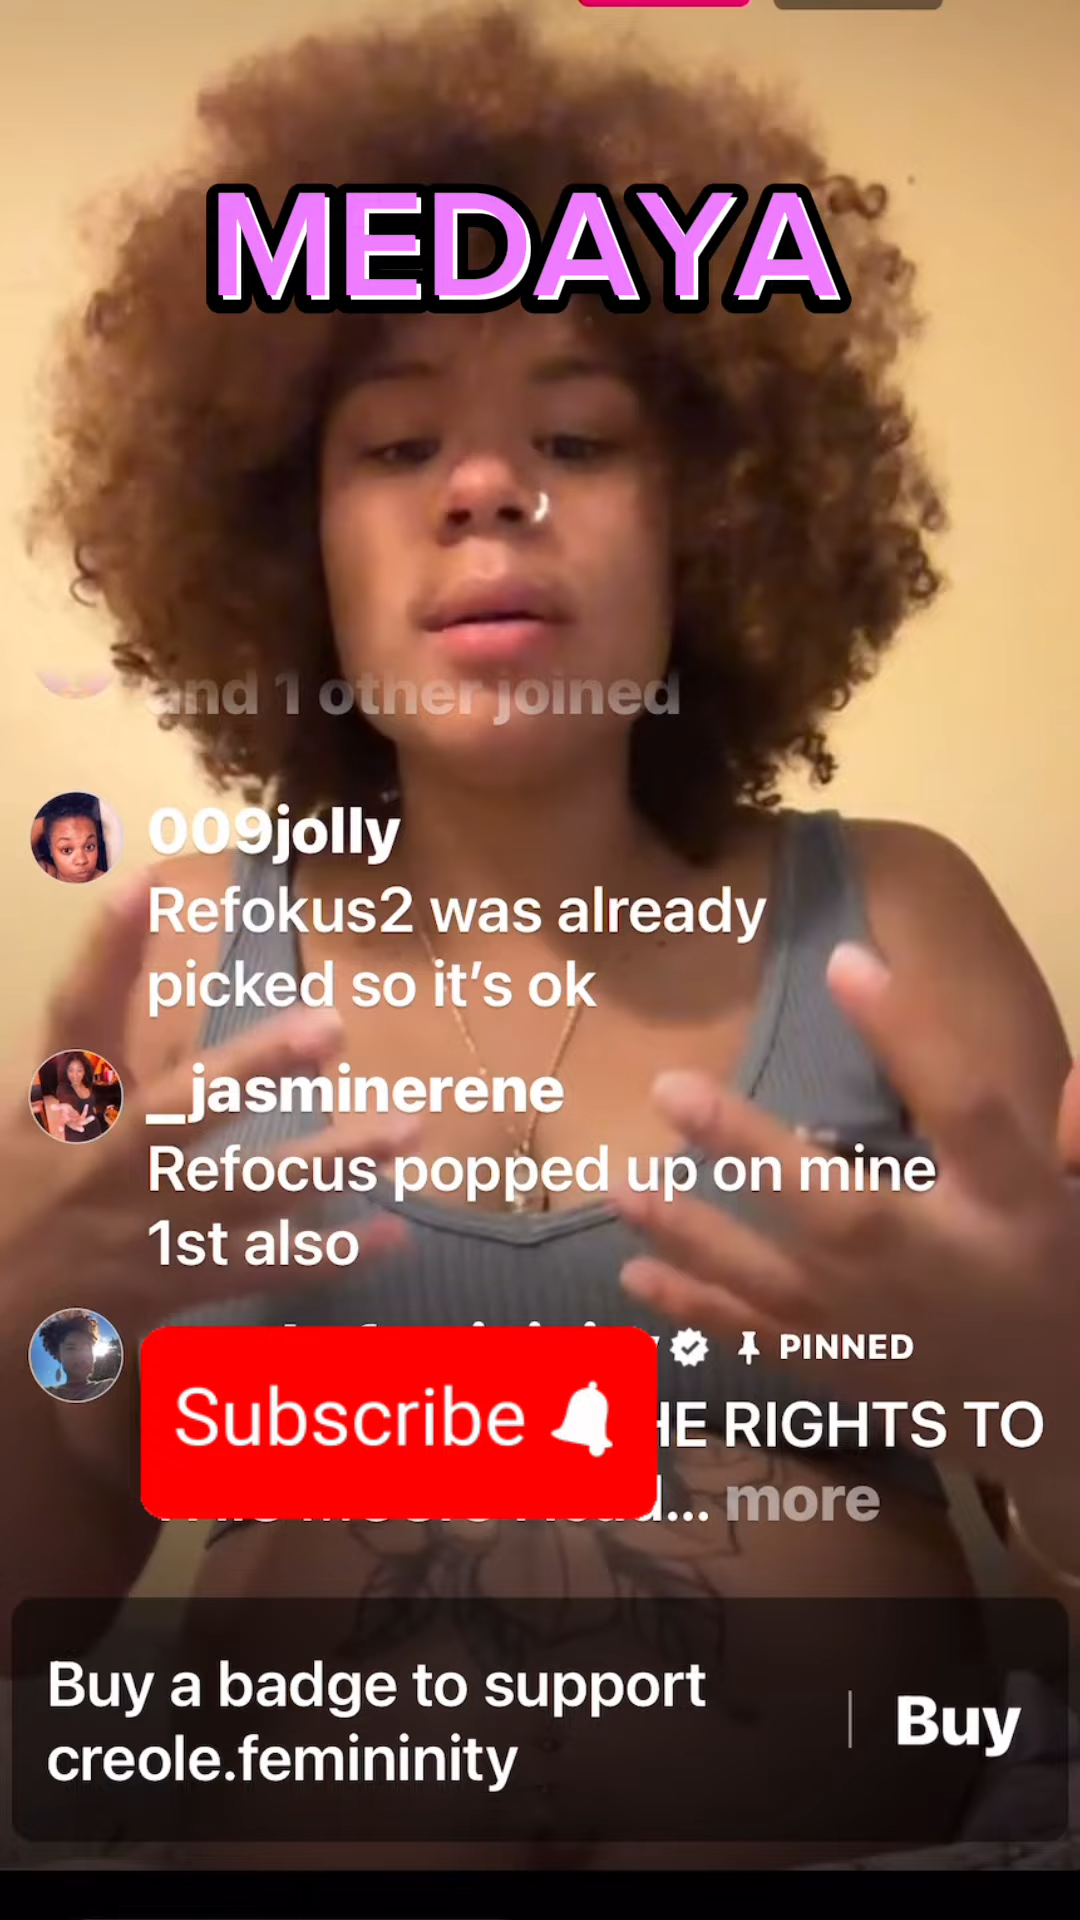 MEDAYA
and 1 other joined
009jolly
Refokus2 was already
picked so it’s ok
_jasminerene
Refocus popped up on mine
1st also
PINNED
Subscribe
HE RIGHTS TO
... more
Buy a badge to support
creole.femininity
Buy